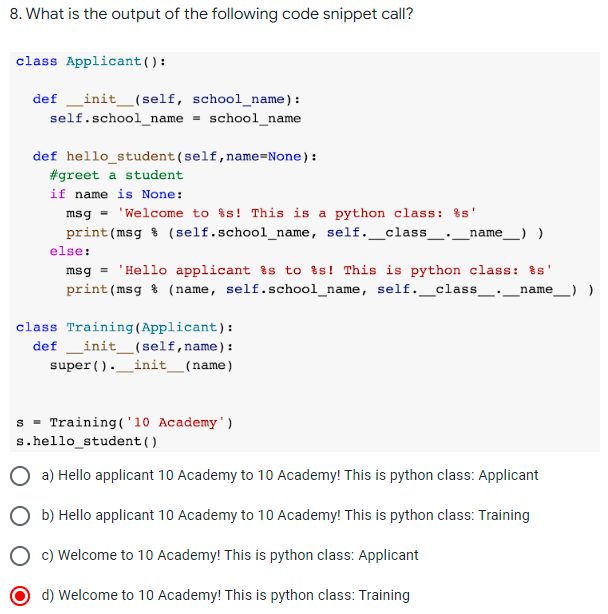 8. What is the output of the following code snippet call?
class Applicant():
def __init__(self, school_name):
self.school_name = school_name
def hello_student(self,name=None):
#greet a student
if name is None:
msg = 'Welcome to %s! This is a python class: %s'
print(msg % (self.school_name, self.__class__.__name__) )
else:
msg = 'Hello applicant %s to %s! This is python class: %s'
print(msg % (name, self.school_name, self.__class__.__name__) )
class Training(Applicant):
def __init__(self,name):
super().__init__(name)
s = Training('10 Academy')
s.hello_student()
a) Hello applicant 10 Academy to 10 Academy! This is python class: Applicant
b) Hello applicant 10 Academy to 10 Academy! This is python class: Training
c) Welcome to 10 Academy! This is python class: Applicant
d) Welcome to 10 Academy! This is python class: Training